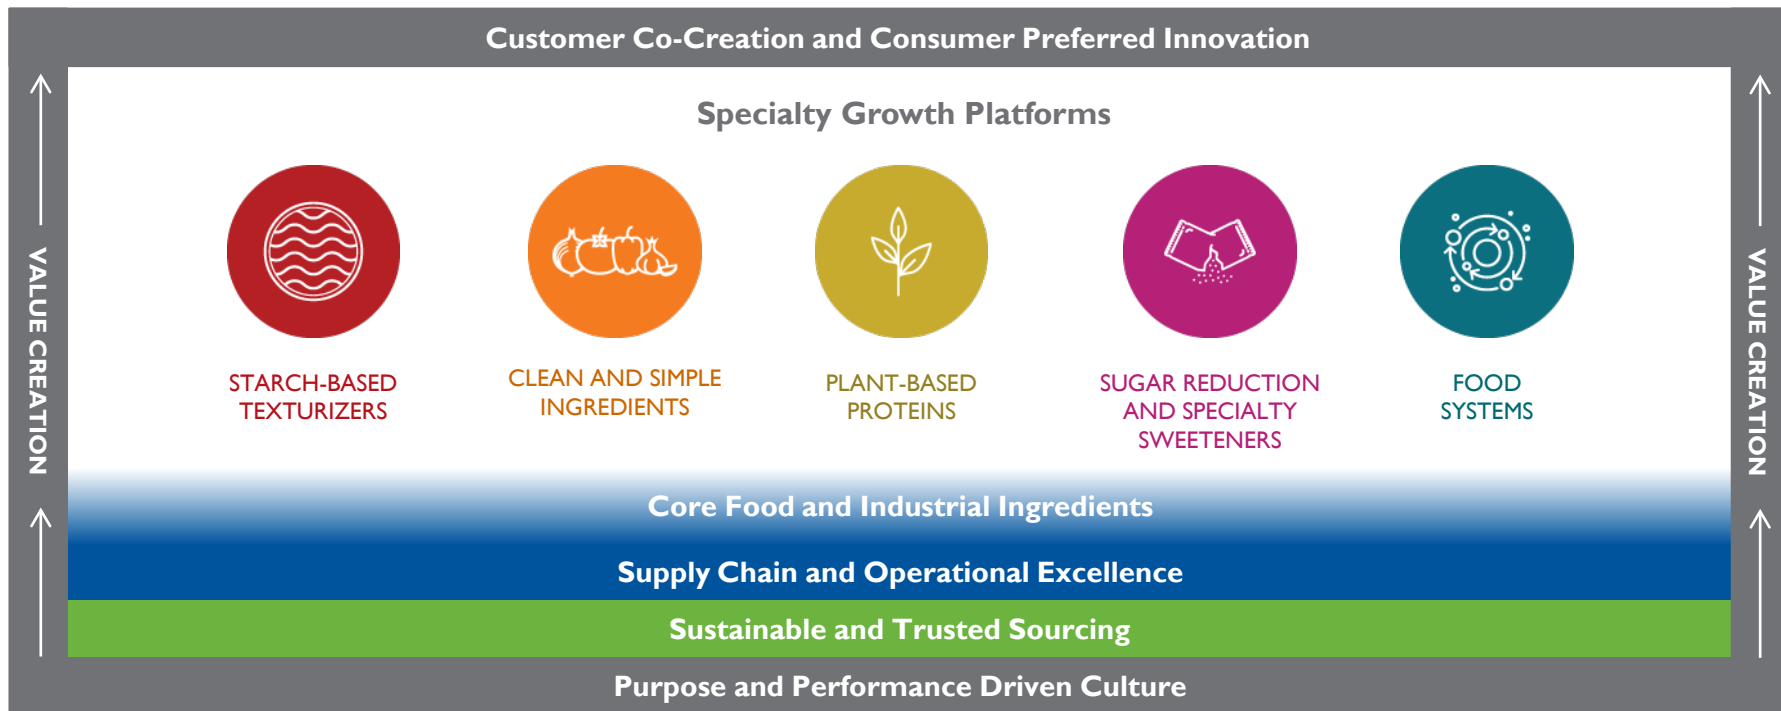 Customer Co-Creation and Consumer Preferred Innovation
Specialty Growth Platforms
STARCH-BASED
TEXTURIZERS
CLEAN AND SIMPLE
INGREDIENTS
PLANT-BASED
PROTEINS
SUGAR REDUCTION
AND SPECIALTY
SWEETENERS
FOOD
SYSTEMS
VALUE CREATION
VALUE CREATION
Core Food and Industrial Ingredients
Supply Chain and Operational Excellence
Sustainable and Trusted Sourcing
Purpose and Performance Driven Culture